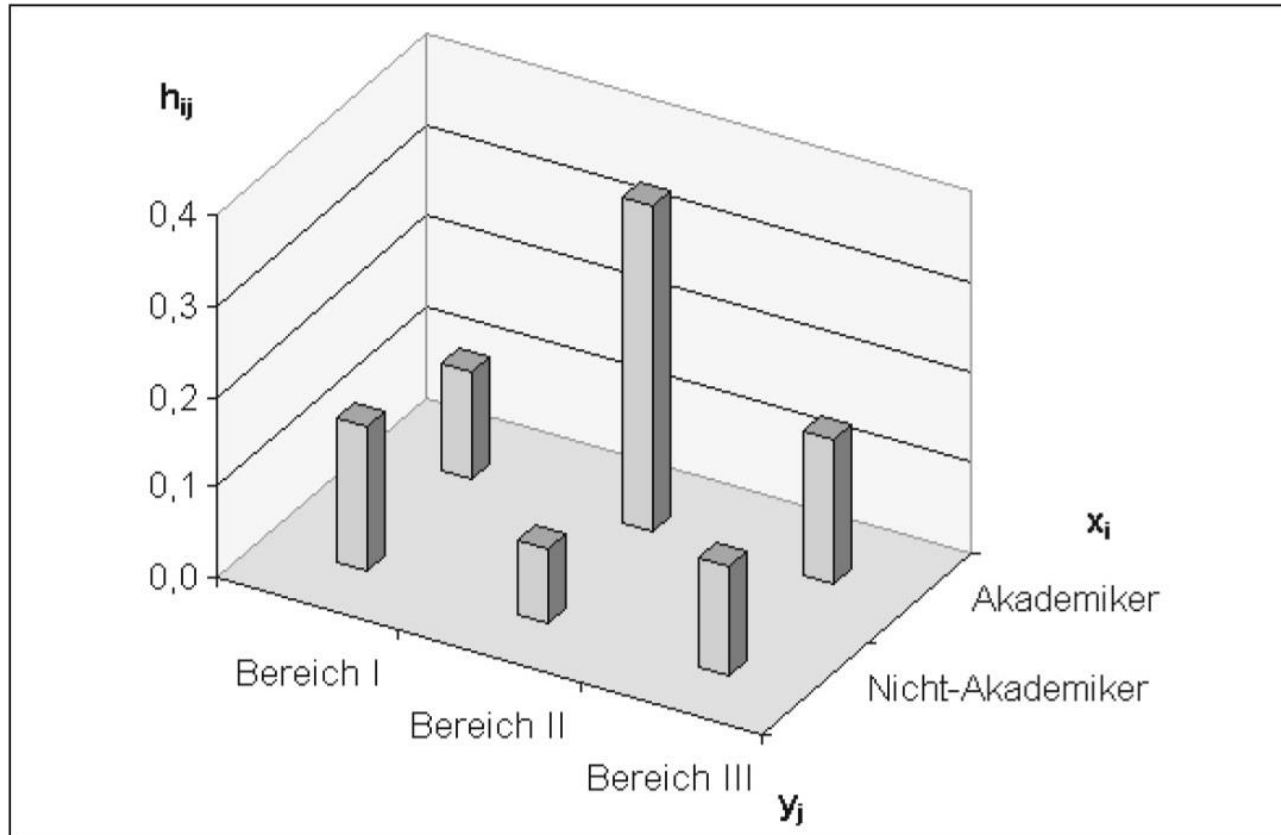 hij
0,4
0,3
0,2
0,1
0,0
Bereich I
Bereich II
Bereich III
yj
xi
Akademiker
Nicht-Akademiker